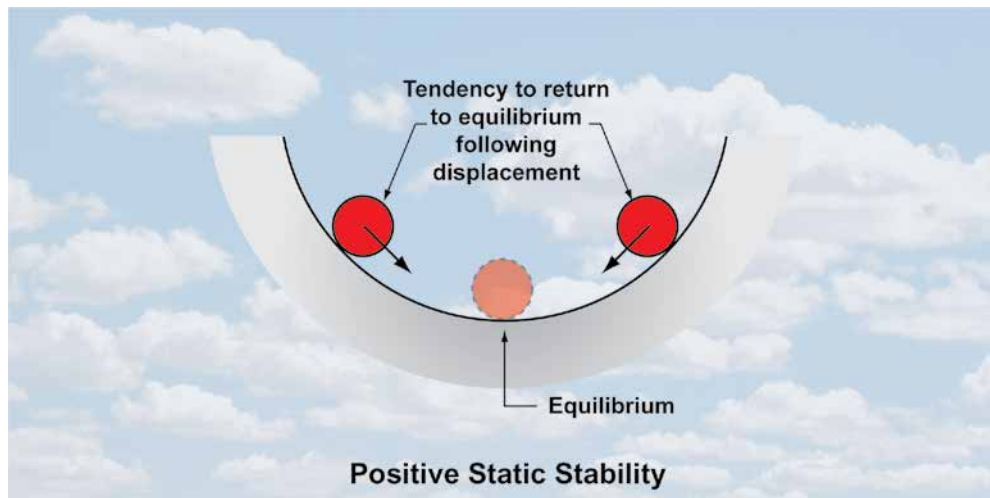 Tendency to return
to equilibrium
following
displacement
Equilibrium
Positive Static Stability